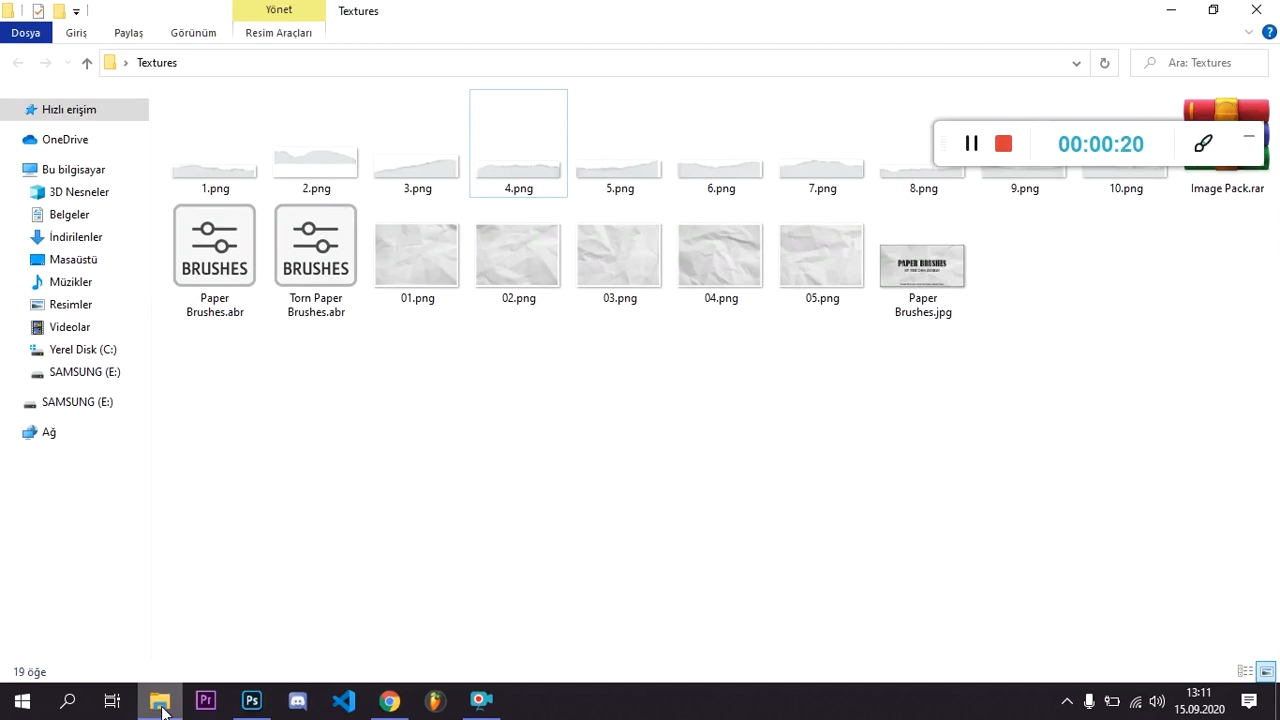 Yönet
Textures
Dosya
Giriş
Paylaş
Görünüm
Resim Araçları
Textures
Ara: Textures
Hızlı erişim
OneDrive
Bu bilgisayar
3D Nesneler
Belgeler
İndirilenler
Masaüstü
Müzikler
Resimler
Videolar
Yerel Disk (C:)
SAMSUNG (E:)
SAMSUNG (E:)
Ağ
00:00:20
1.png
2.png
3.png
4.png
5.png
6.png
7.png
8.png
9.png
10.png
Image Pack.rar
BRUSHES
BRUSHES
PAPER BRUSHES
Paper
Brushes.abr
Torn Paper
Brushes.abr
01.png
02.png
03.png
04.png
05.png
Paper
Brushes.jpg
19 öğe
Pr
Ps
13:11
15.09.2020